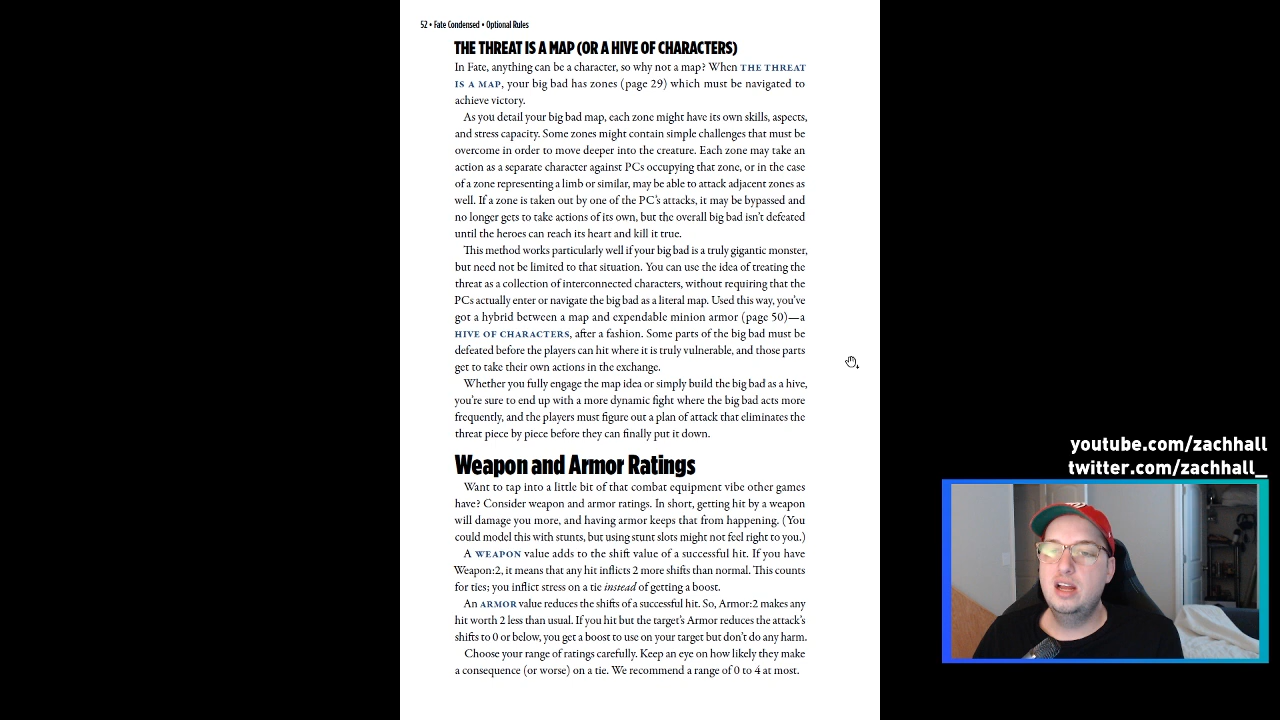 52 • Fate Condensed • Optional Rules
THE THREAT IS A MAP (OR A HIVE OF CHARACTERS)
In Fate, anything can be a character, so why not a map? When THE THREAT
IS A MAP, your big bad has zones (page 29) which must be navigated to
achieve victory.
As you detail your big bad map, each zone might have its own skills, aspects,
and stress capacity. Some zones might contain simple challenges that must be
overcome in order to move deeper into the creature. Each zone may take an
action as a separate character against PCs occupying that zone, or in the case
of a zone representing a limb or similar, may be able to attack adjacent zones as
well. If a zone is taken out by one of the PC's attacks, it may be bypassed and
no longer gets to take actions of its own, but the overall big bad isn't defeated
until the heroes can reach its heart and kill it true.
This method works particularly well if your big bad is a truly gigantic monster,
but need not be limited to that situation. You can use the idea of treating the
threat as a collection of interconnected characters, without requiring that the
PCs actually enter or navigate the big bad as a literal map. Used this way, you've
got a hybrid between a map and expendable minion armor (page 50)—a
HIVE OF CHARACTERS, after a fashion. Some parts of the big bad must be
defeated before the players can hit where it is truly vulnerable, and those parts
get to take their own actions in the exchange.
Whether you fully engage the map idea or simply build the big bad as a hive,
you're sure to end up with a more dynamic fight where the big bad acts more
frequently, and the players must figure out a plan of attack that eliminates the
threat piece by piece before they can finally put it down.
Weapon and Armor Ratings
Want to tap into a little bit of that combat equipment vibe other games
have? Consider weapon and armor ratings. In short, getting hit by a weapon
will damage you more, and having armor keeps that from happening. (You
could model this with stunts, but using stunt slots might not feel right to you.)
A WEAPON value adds to the shift value of a successful hit. If you have
Weapon:2, it means that any hit inflicts 2 more shifts than normal. This counts
for ties; you inflict stress on a tie instead of getting a boost.
An ARMOR value reduces the shifts of a successful hit. So, Armor:2 makes any
hit worth 2 less than usual. If you hit but the target's Armor reduces the attack's
shifts to 0 or below, you get a boost to use on your target but don't do any harm.
Choose your range of ratings carefully. Keep an eye on how likely they make
a consequence (or worse) on a tie. We recommend a range of 0 to 4 at most.
youtube.com/zachhall
twitter.com/zachhall_